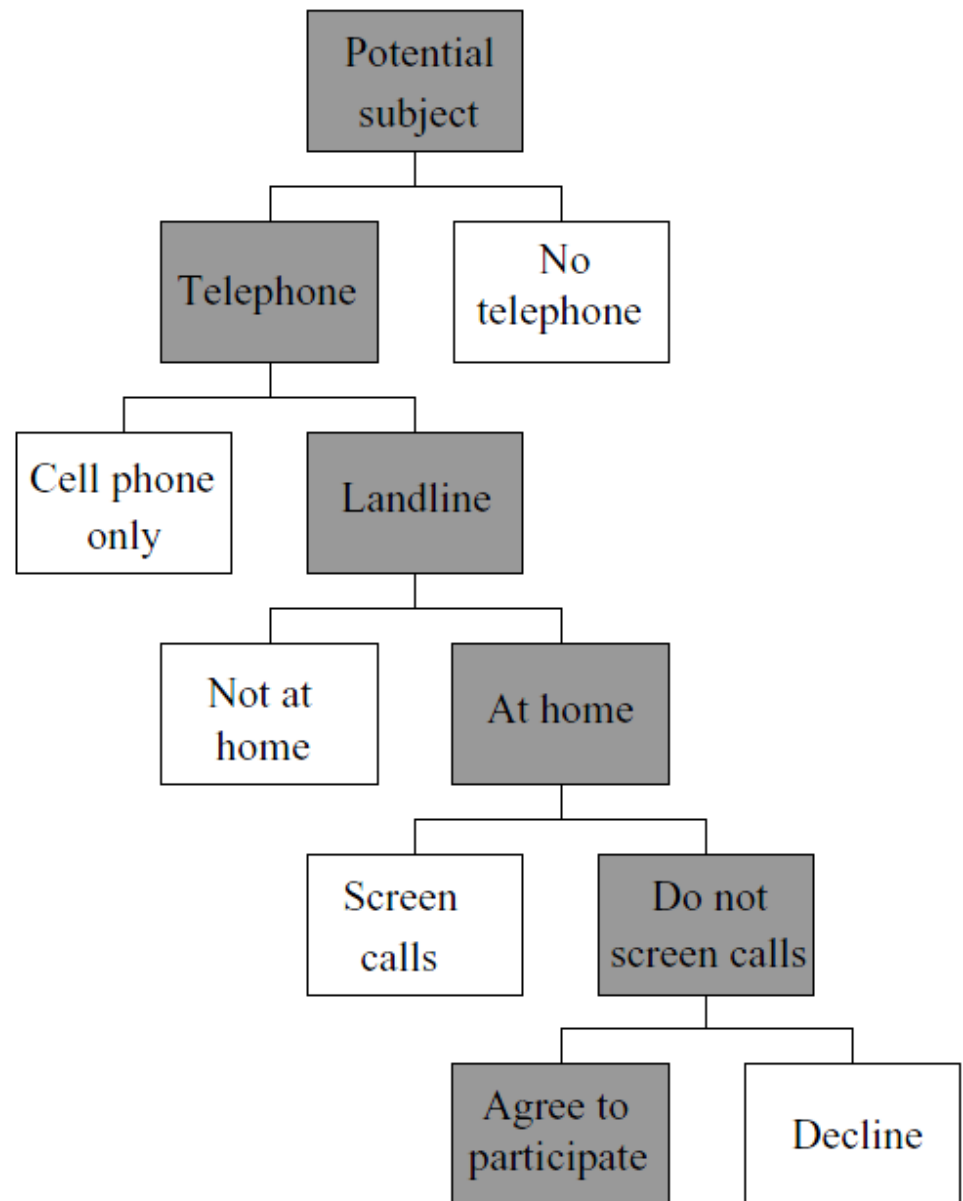 Potential
subject
Telephone
No
telephone
Cell phone
only
Landline
Not at
home
At home
Screen
calls
Do not
screen calls
Agree to
participate
Decline